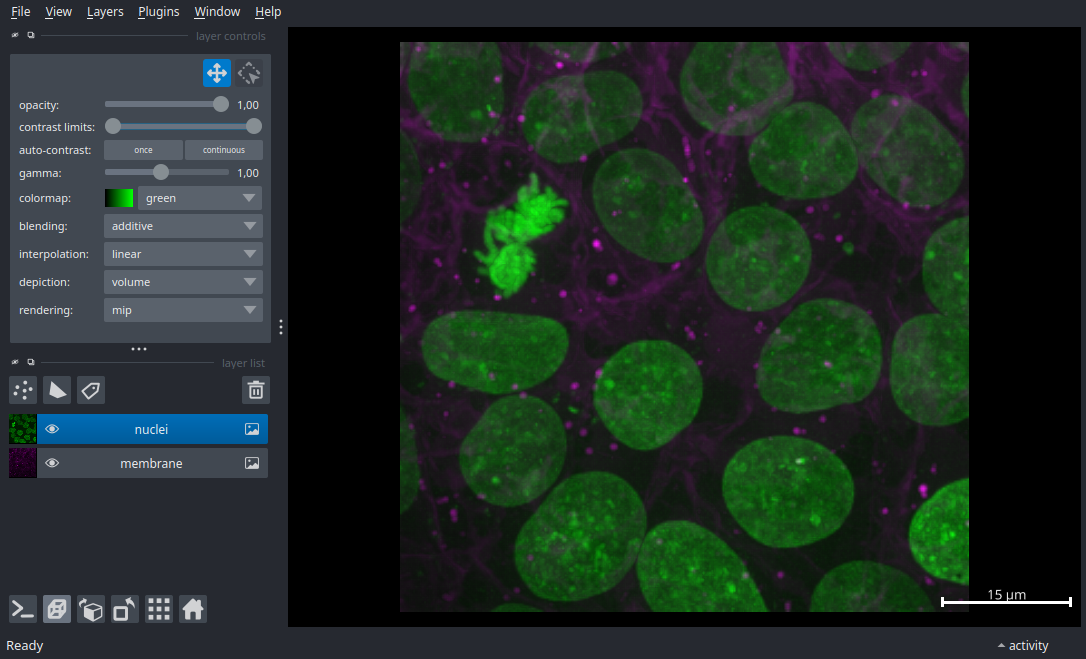 File View Layers Plugins Window Help
layer controls
opacity: 1,00
contrast limits:
auto-contrast: once continuous
gamma: 1,00
colormap: green
blending: additive
interpolation: linear
depiction: volume
rendering: mip
layer list
nuclei
membrane
15 μm
Ready activity